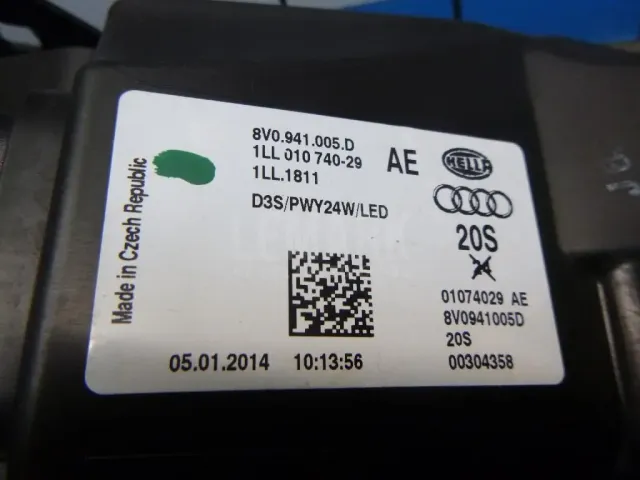 8V0.941.005.D
1LL 010 740-29
AE
HELLA
1LL.1811
D3S/PWY24W/LED
20S
Made in Czech Republic
01074029 AE
8V0941005D
20S
05.01.2014
10:13:56
00304358